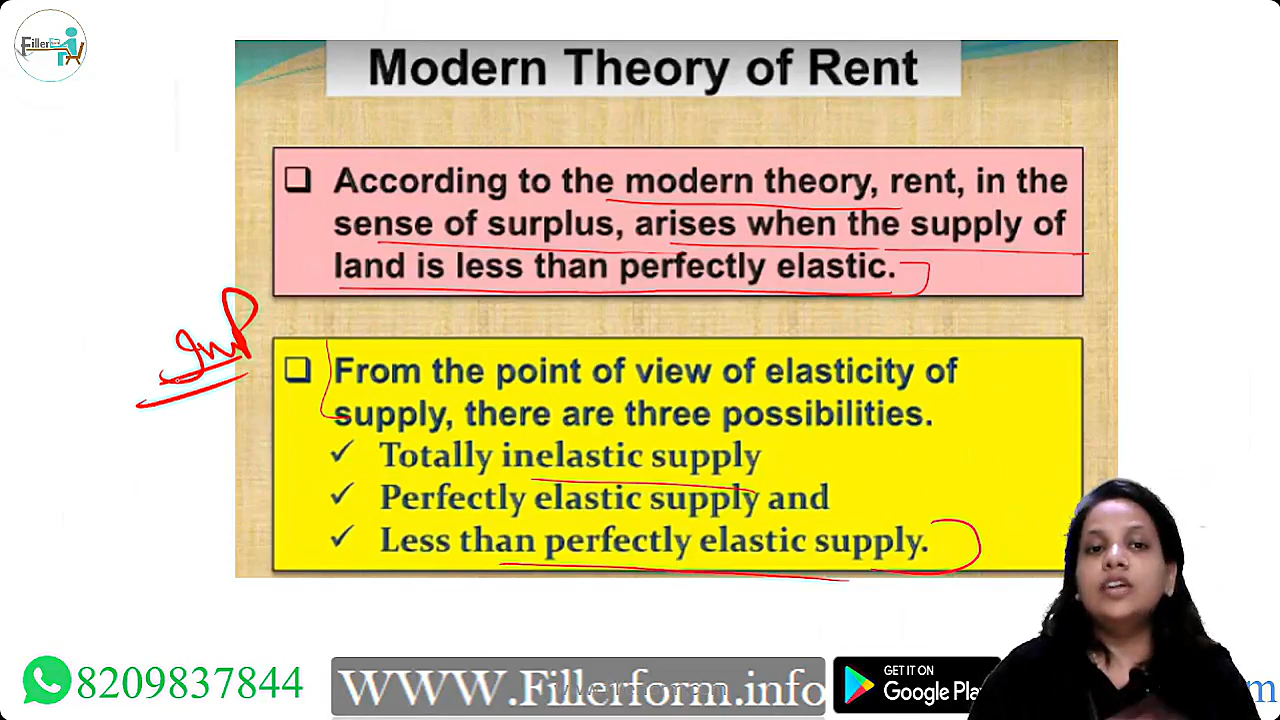 Fillerform
Modern Theory of Rent
❑ According to the modern theory, rent, in the
sense of surplus, arises when the supply of
land is less than perfectly elastic.
Imp
❑ From the point of view of elasticity of
supply, there are three possibilities.
✓ Totally inelastic supply
✓ Perfectly elastic supply and
✓ Less than perfectly elastic supply.
8209837844
WWW.Fillerform.info
GET IT ON
Google Pla
m